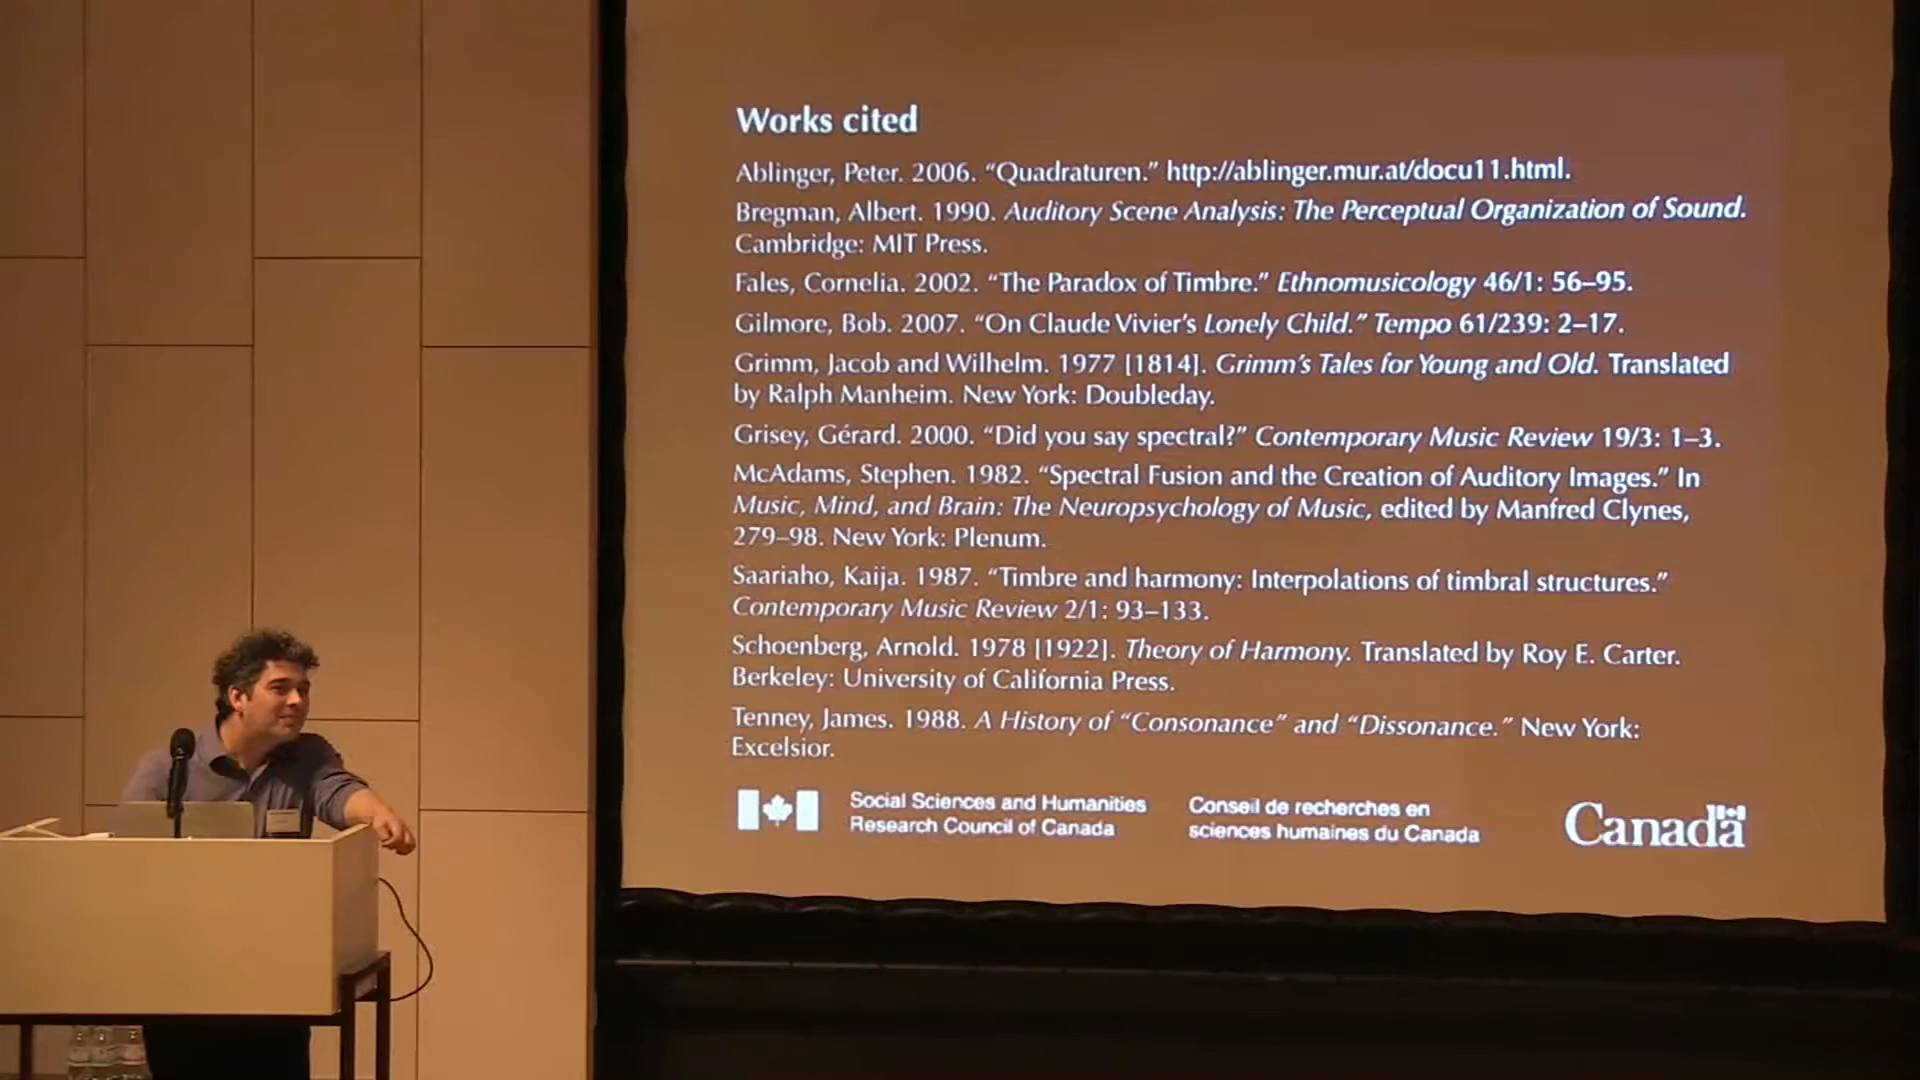 Works cited
Ablinger, Peter. 2006. “Quadraturen.” http://ablinger.mur.at/docu11.html.
Bregman, Albert. 1990. Auditory Scene Analysis: The Perceptual Organization of Sound.
Cambridge: MIT Press.
Fales, Cornelia. 2002. “The Paradox of Timbre.” Ethnomusicology 46/1: 56–95.
Gilmore, Bob. 2007. “On Claude Vivier’s Lonely Child.” Tempo 61/239: 2–17.
Grimm, Jacob and Wilhelm. 1977 [1814]. Grimm’s Tales for Young and Old. Translated
by Ralph Manheim. New York: Doubleday.
Grisey, Gérard. 2000. “Did you say spectral?” Contemporary Music Review 19/3: 1–3.
McAdams, Stephen. 1982. “Spectral Fusion and the Creation of Auditory Images.” In
Music, Mind, and Brain: The Neuropsychology of Music, edited by Manfred Clynes,
279–98. New York: Plenum.
Saariaho, Kaija. 1987. “Timbre and harmony: Interpolations of timbral structures.”
Contemporary Music Review 2/1: 93–133.
Schoenberg, Arnold. 1978 [1922]. Theory of Harmony. Translated by Roy E. Carter.
Berkeley: University of California Press.
Tenney, James. 1988. A History of “Consonance” and “Dissonance.” New York:
Excelsior.
Social Sciences and Humanities
Research Council of Canada
Conseil de recherches en
sciences humaines du Canada
Canada